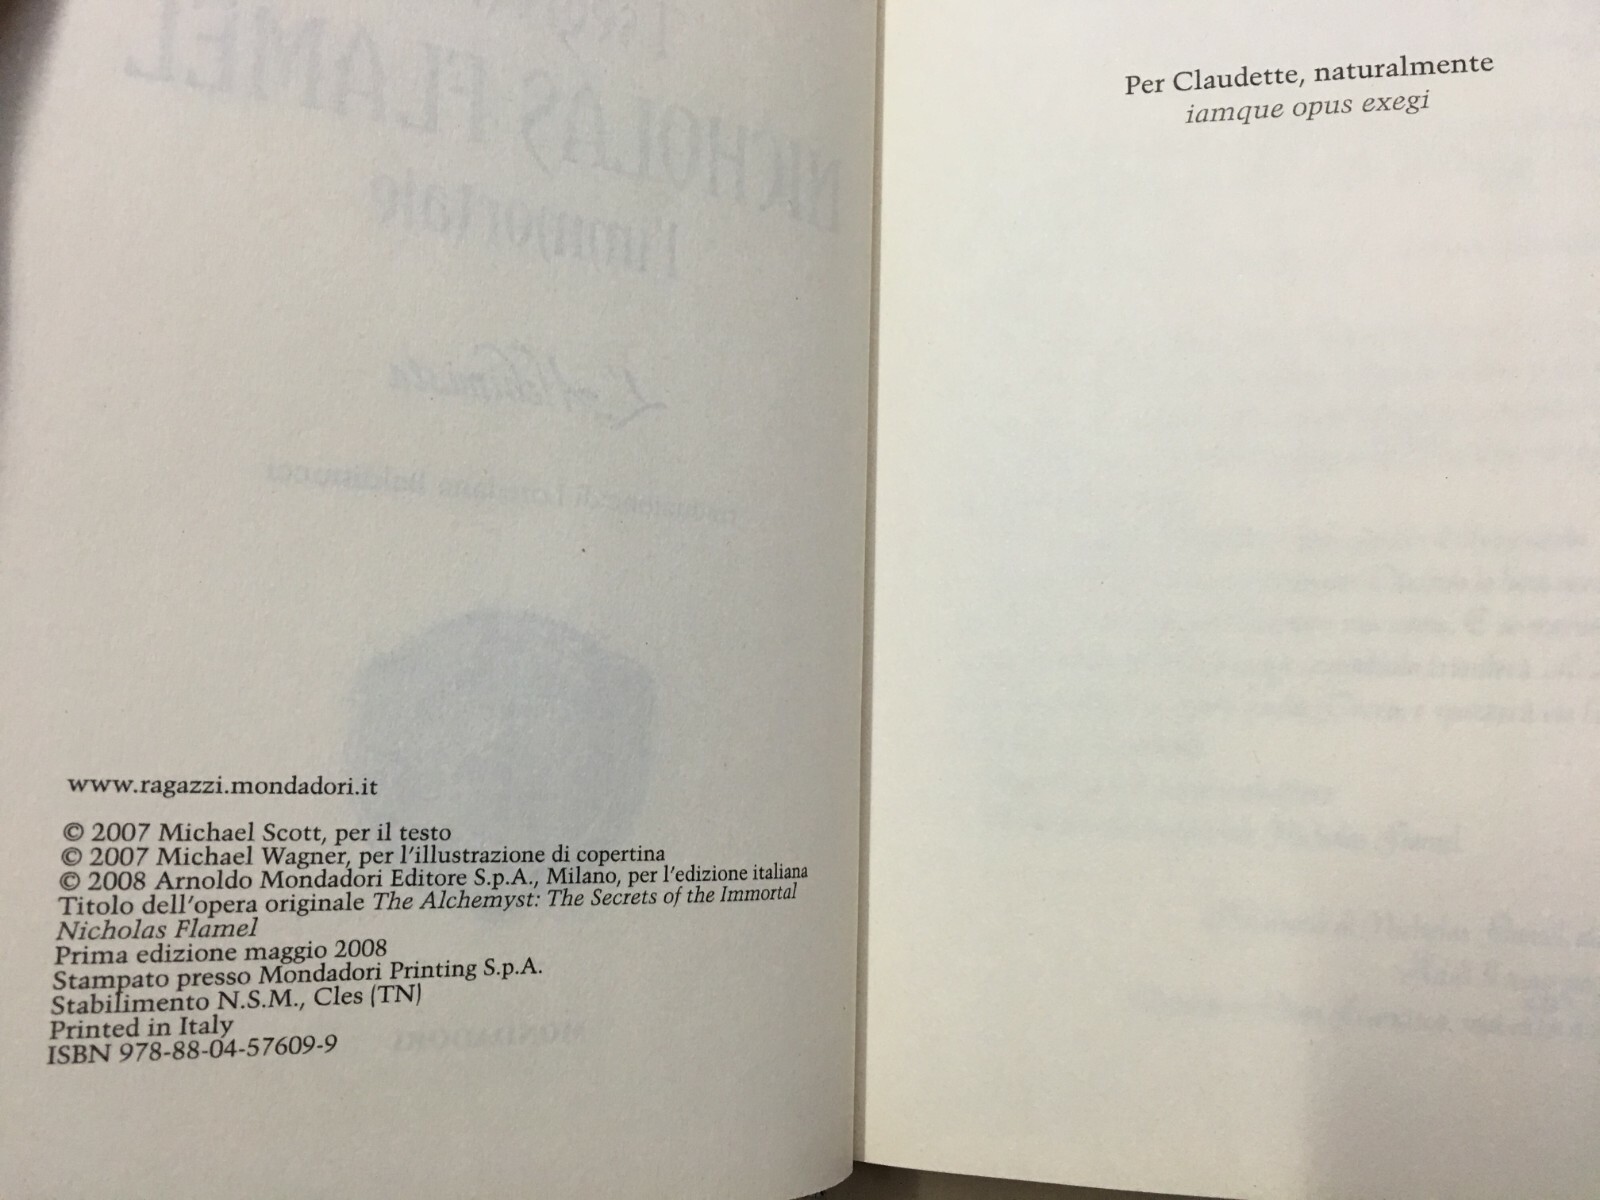 www.ragazzi.mondadori.it
© 2007 Michael Scott, per il testo
© 2007 Michael Wagner, per l'illustrazione di copertina
© 2008 Arnoldo Mondadori Editore S.p.A., Milano, per l'edizione italiana
Titolo dell'opera originale The Alchemyst: The Secrets of the Immortal
Nicholas Flamel
Prima edizione maggio 2008
Stampato presso Mondadori Printing S.p.A.
Stabilimento N.S.M., Cles (TN)
Printed in Italy
ISBN 978-88-04-57609-9
Per Claudette, naturalmente
iamque opus exegi